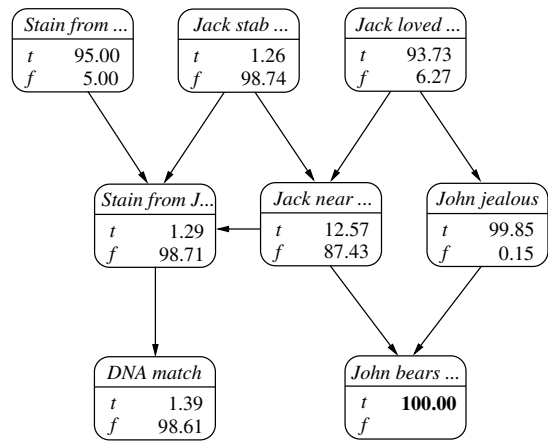 Stain from ...
t 95.00
f 5.00
Jack stab ...
t 1.26
f 98.74
Jack loved ...
t 93.73
f 6.27
Stain from J...
t 1.29
f 98.71
Jack near ...
t 12.57
f 87.43
John jealous
t 99.85
f 0.15
DNA match
t 1.39
f 98.61
John bears ...
t 100.00
f